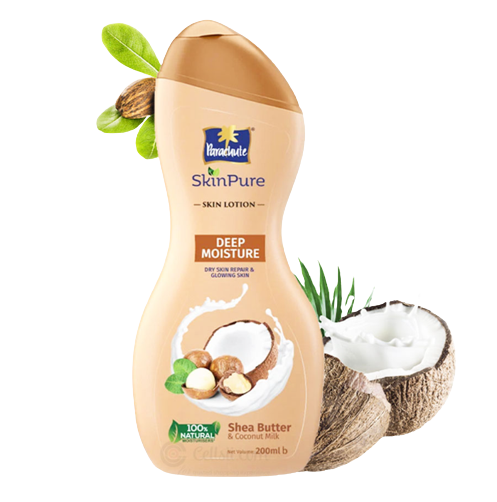 Parachute
SkinPure
SKIN LOTION
DEEP
MOISTURE
DRY SKIN REPAIR &
GLOWING SKIN
100%
NATURAL
Shea Butter
& Coconut Milk
200ml